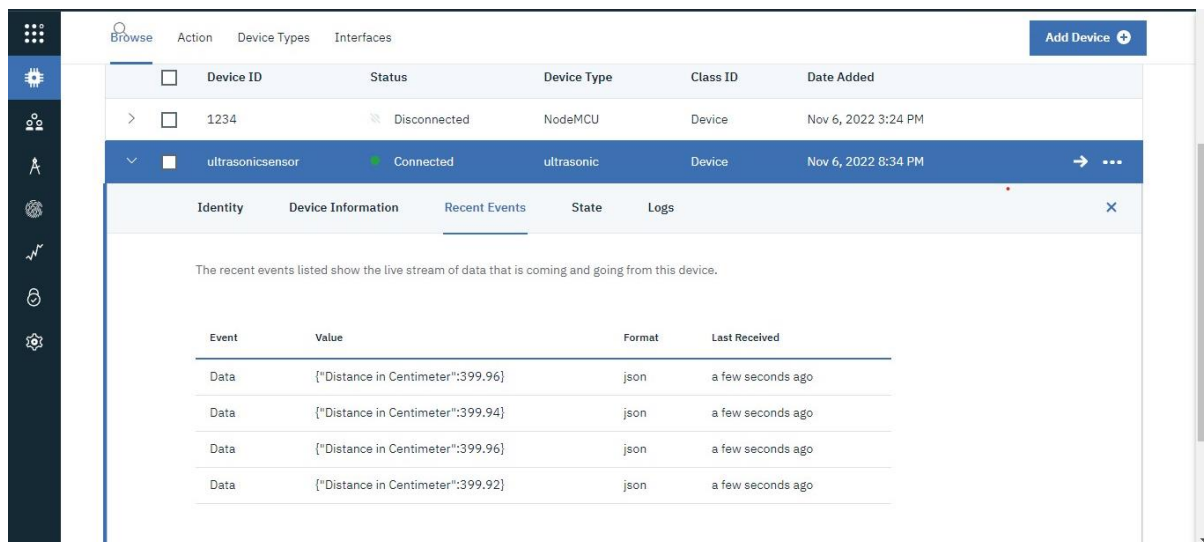 Browse Action Device Types Interfaces Add Device
Device ID Status Device Type Class ID Date Added
1234 Disconnected NodeMCU Device Nov 6, 2022 3:24 PM
ultrasonicsensor Connected ultrasonic Device Nov 6, 2022 8:34 PM
Identity Device Information Recent Events State Logs
The recent events listed show the live stream of data that is coming and going from this device.
Event Value Format Last Received
Data {"Distance in Centimeter":399.96} json a few seconds ago
Data {"Distance in Centimeter":399.94} json a few seconds ago
Data {"Distance in Centimeter":399.96} json a few seconds ago
Data {"Distance in Centimeter":399.92} json a few seconds ago